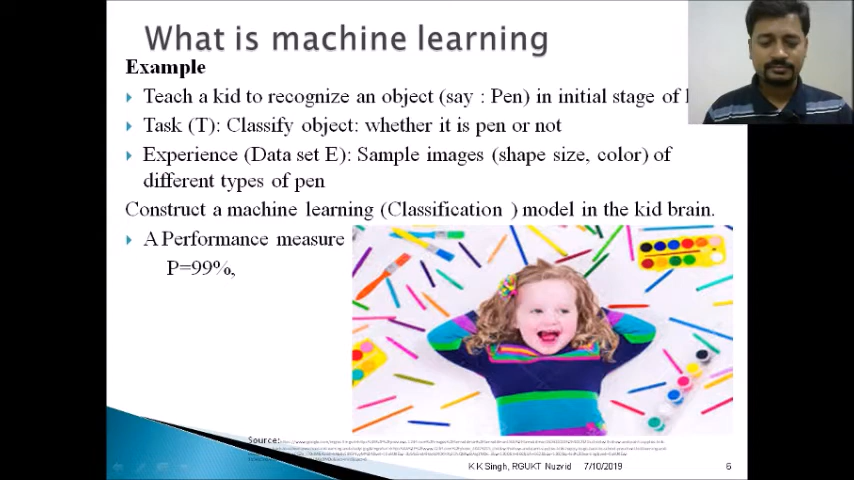 What is machine learning
Example
Teach a kid to recognize an object (say : Pen) in initial stage of
Task (T): Classify object: whether it is pen or not
Experience (Data set E): Sample images (shape size, color) of
different types of pen
Construct a machine learning (Classification ) model in the kid brain.
A Performance measure
P=99%,
Source:
K K Singh, RGUKT Nuzvid 7/10/2019 6